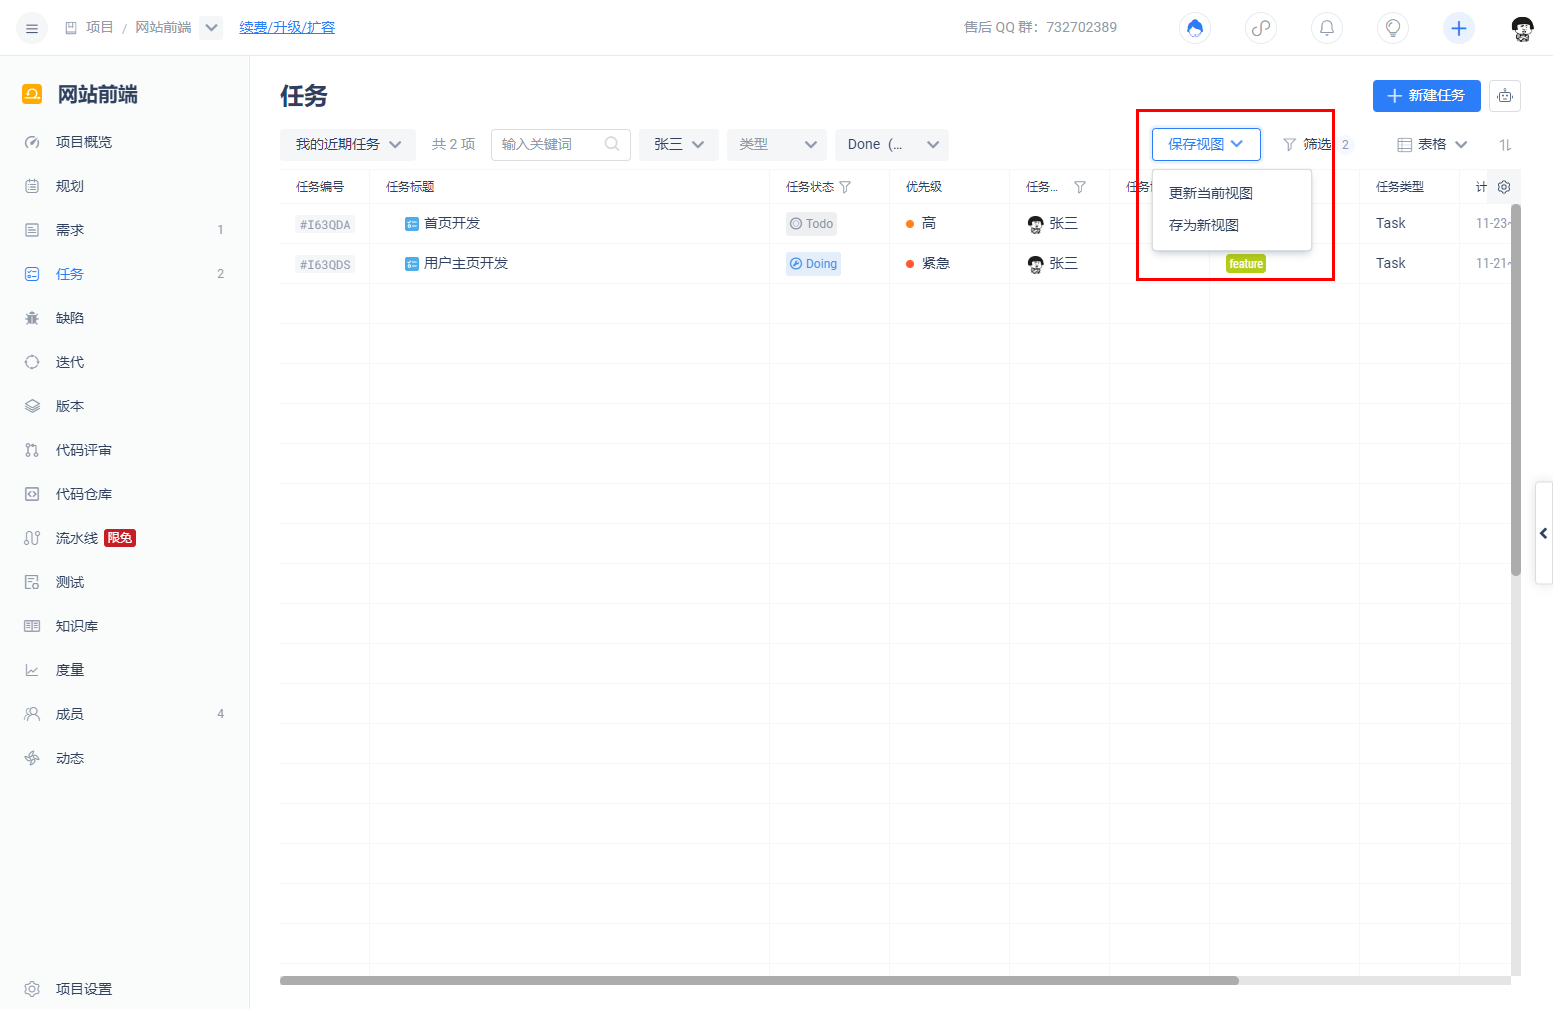 项目 / 网站前端 续费/升级/扩容 售后 QQ 群：732702389
网站前端
项目概览
规划
需求 1
任务 2
缺陷
迭代
版本
代码评审
代码仓库
流水线 限免
测试
知识库
度量
成员 4
动态
项目设置
任务
新建任务
我的近期任务 共 2 项 输入关键词 张三 类型 Done (... 保存视图 筛选 2 表格
更新当前视图
存为新视图
任务编号 任务标题 任务状态 优先级 任务... 任务 任务类型 计
#I63QDA 首页开发 Todo 高 张三 Task 11-23~
#I63QDS 用户主页开发 Doing 紧急 张三 feature Task 11-21~